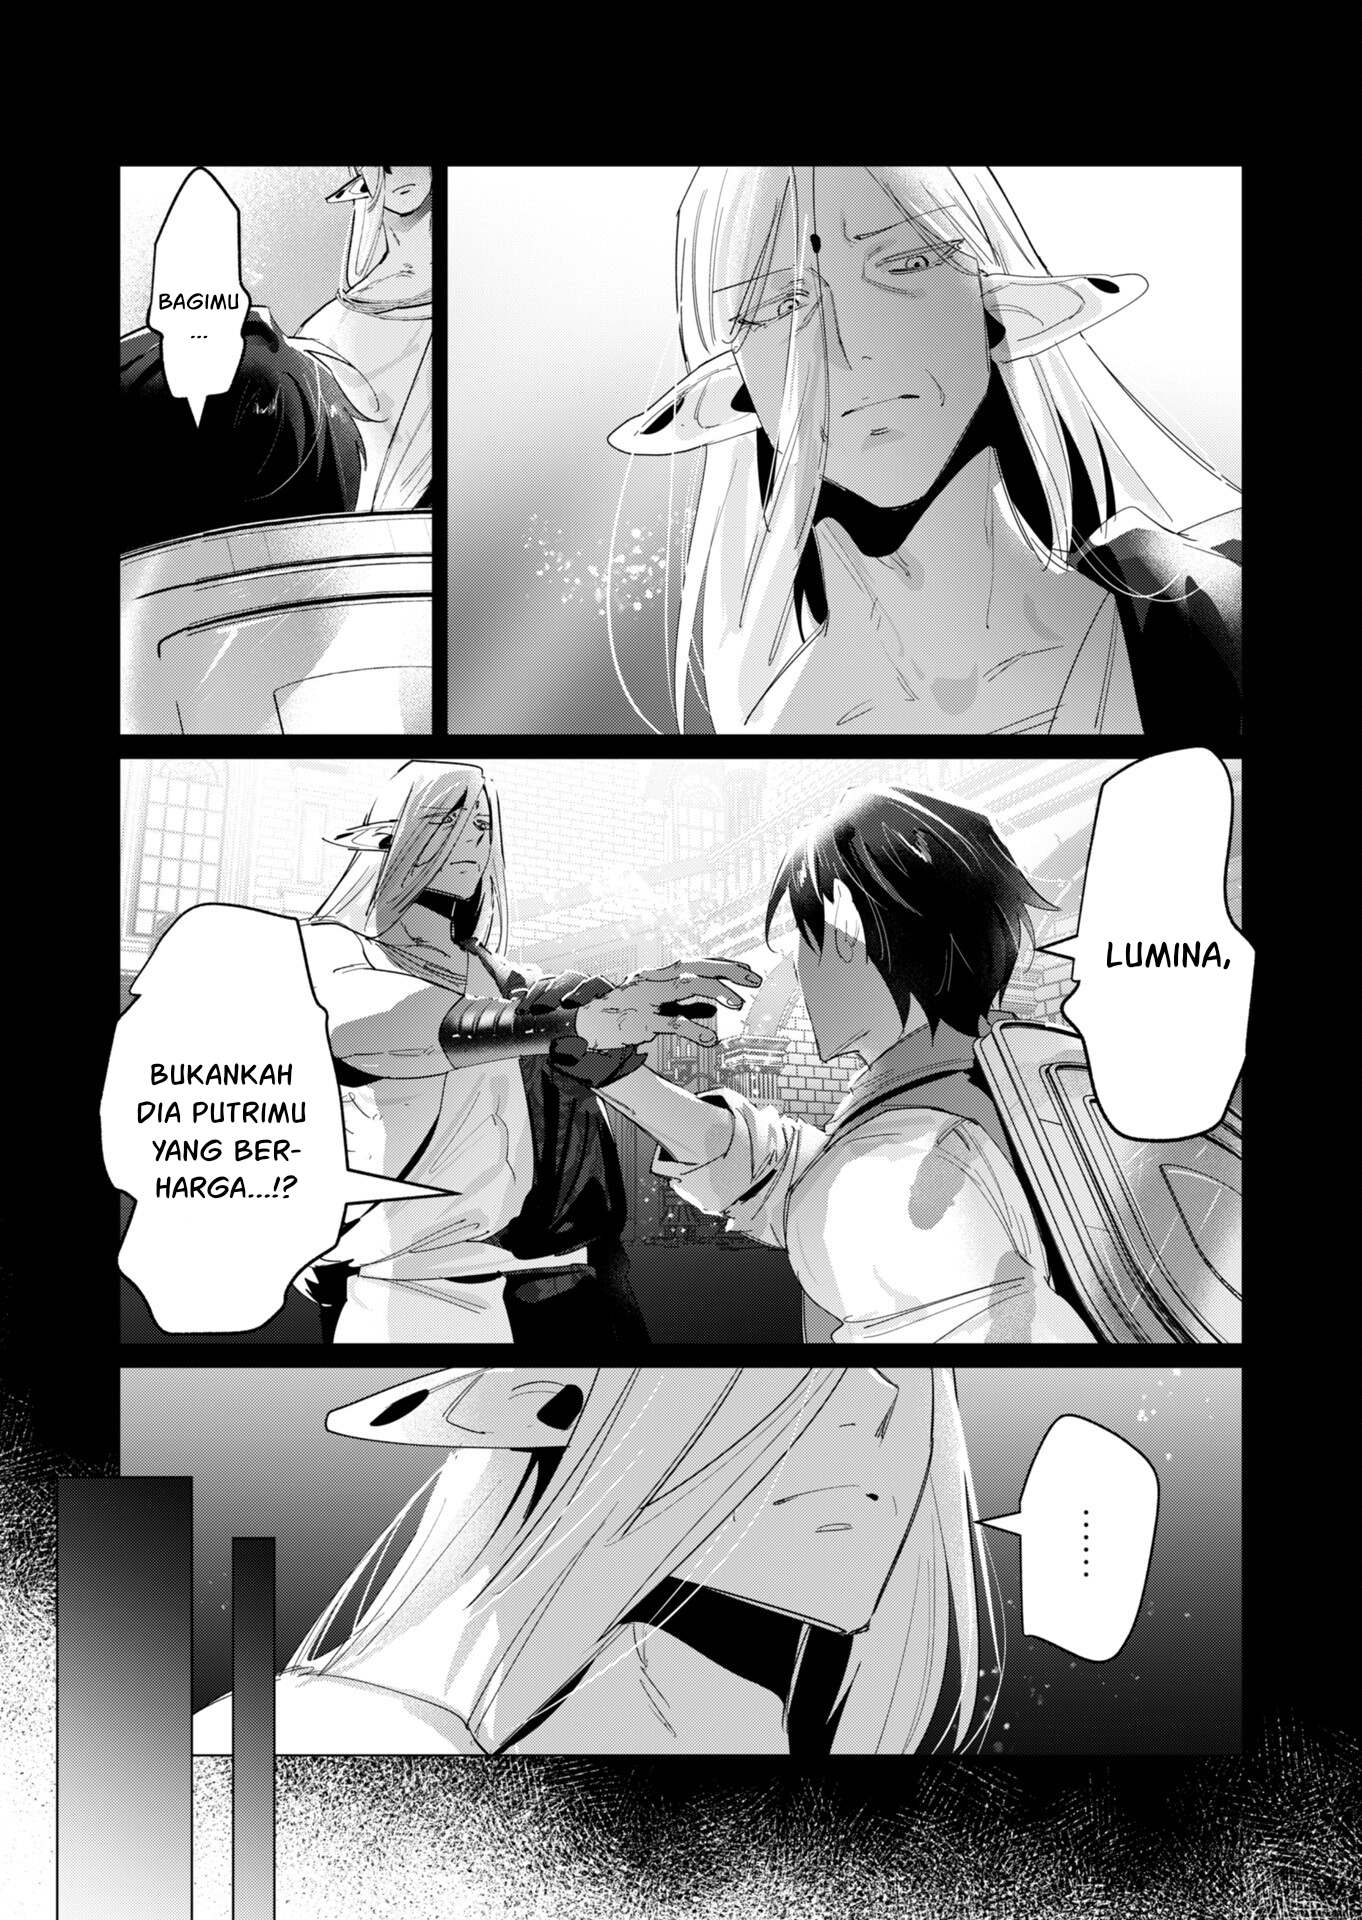 BAGIMU
...
LUMINA,
BUKANKAH
DIA PUTRIMU
YANG BER-
HARGA...!?
......